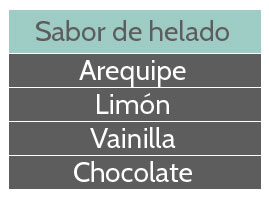 Sabor de helado
Arequipe
Limón
Vainilla
Chocolate